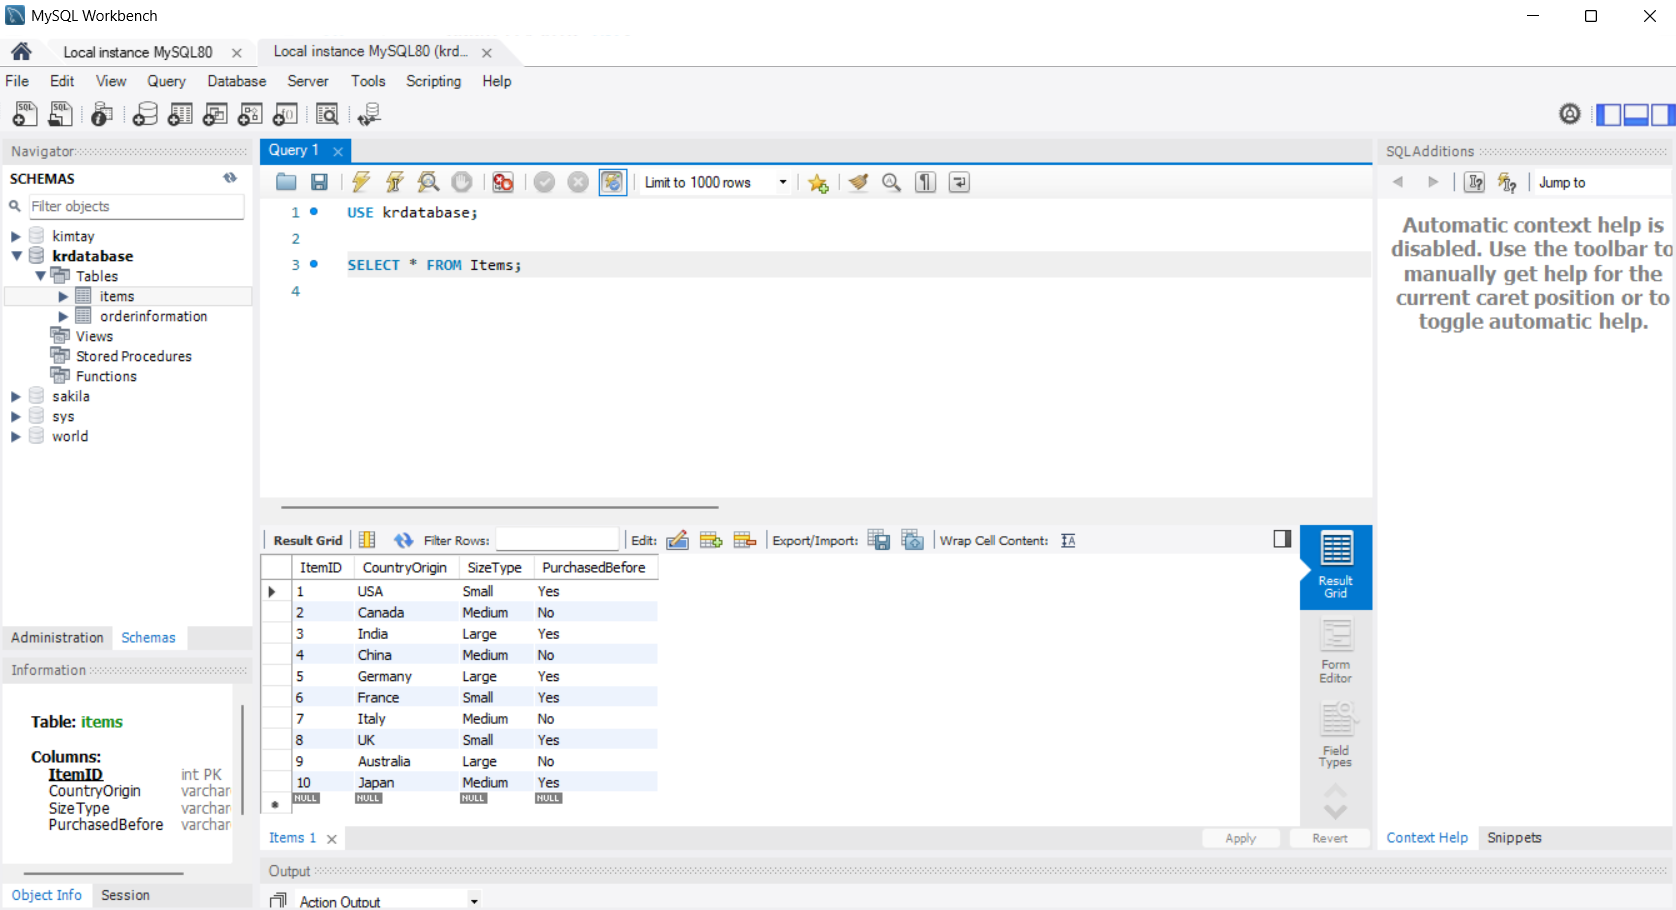 MySQL Workbench
Local instance MySQL80
Local instance MySQL80 (krd...
File Edit View Query Database Server Tools Scripting Help
Navigator
SCHEMAS
Filter objects
kimtay
krdatabase
Tables
items
orderinformation
Views
Stored Procedures
Functions
sakila
sys
world
Administration Schemas
Information
Table: items
Columns:
ItemID int PK
CountryOrigin varchar
SizeType varchar
PurchasedBefore varchar
Object Info Session
Query 1
Limit to 1000 rows
1 USE krdatabase;
2
3 SELECT * FROM Items;
4
Result Grid Filter Rows: Edit: Export/Import: Wrap Cell Content:
ItemID CountryOrigin SizeType PurchasedBefore
1 USA Small Yes
2 Canada Medium No
3 India Large Yes
4 China Medium No
5 Germany Large Yes
6 France Small Yes
7 Italy Medium No
8 UK Small Yes
9 Australia Large No
10 Japan Medium Yes
NULL NULL NULL NULL
Result
Grid
Form
Editor
Field
Types
Items 1
Apply Revert
Output
Action Output
SQLAdditions
Jump to
Automatic context help is
disabled. Use the toolbar to
manually get help for the
current caret position or to
toggle automatic help.
Context Help Snippets